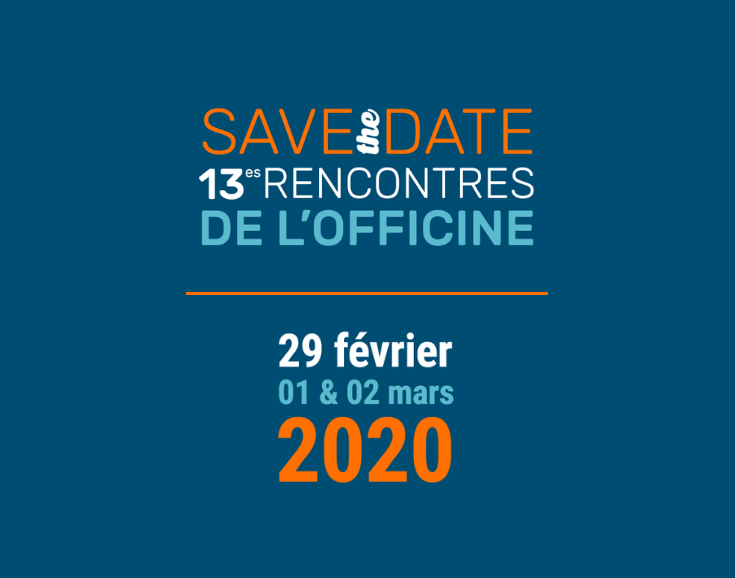 SAVE the DATE
13es RENCONTRES
DE L'OFFICINE
29 février
01 & 02 mars
2020